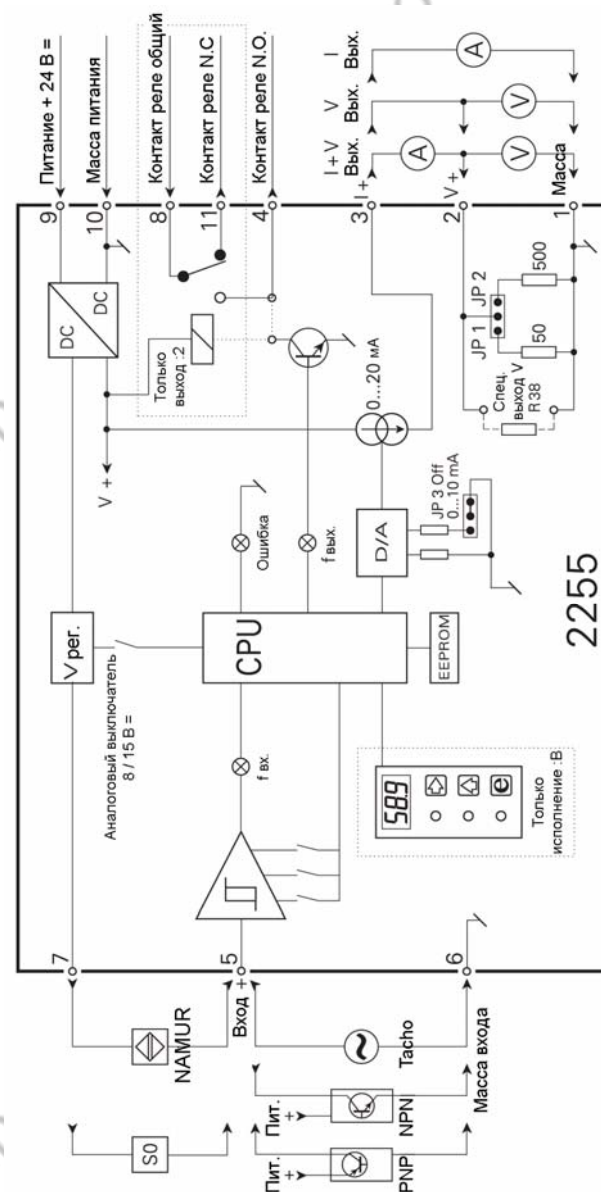 Питание + 24 В =
Масса питания
Контакт реле общий
Контакт реле N.C
Контакт реле N.O.
I + V
Вых.
V
Вых.
I
Вых.
A
V
V
A
9
10
8
11
4
3
I +
2
V +
1
Масса
DC
DC
Только
выход :2
V +
0...20 мА
JP 1
JP 2
50
500
Спец.
выход V
R 38
V рег.
Аналоговый выключатель
8 / 15 В =
Ошибка
f вых.
f вх.
CPU
EEPROM
D/A
JP 3 Off
0...10 mA
58.9
e
Только
исполнение :B
2255
7
5
6
Вход +
NAMUR
S0
Tacho
Масса входа
Пит.
+
NPN
Пит.
+
PNP